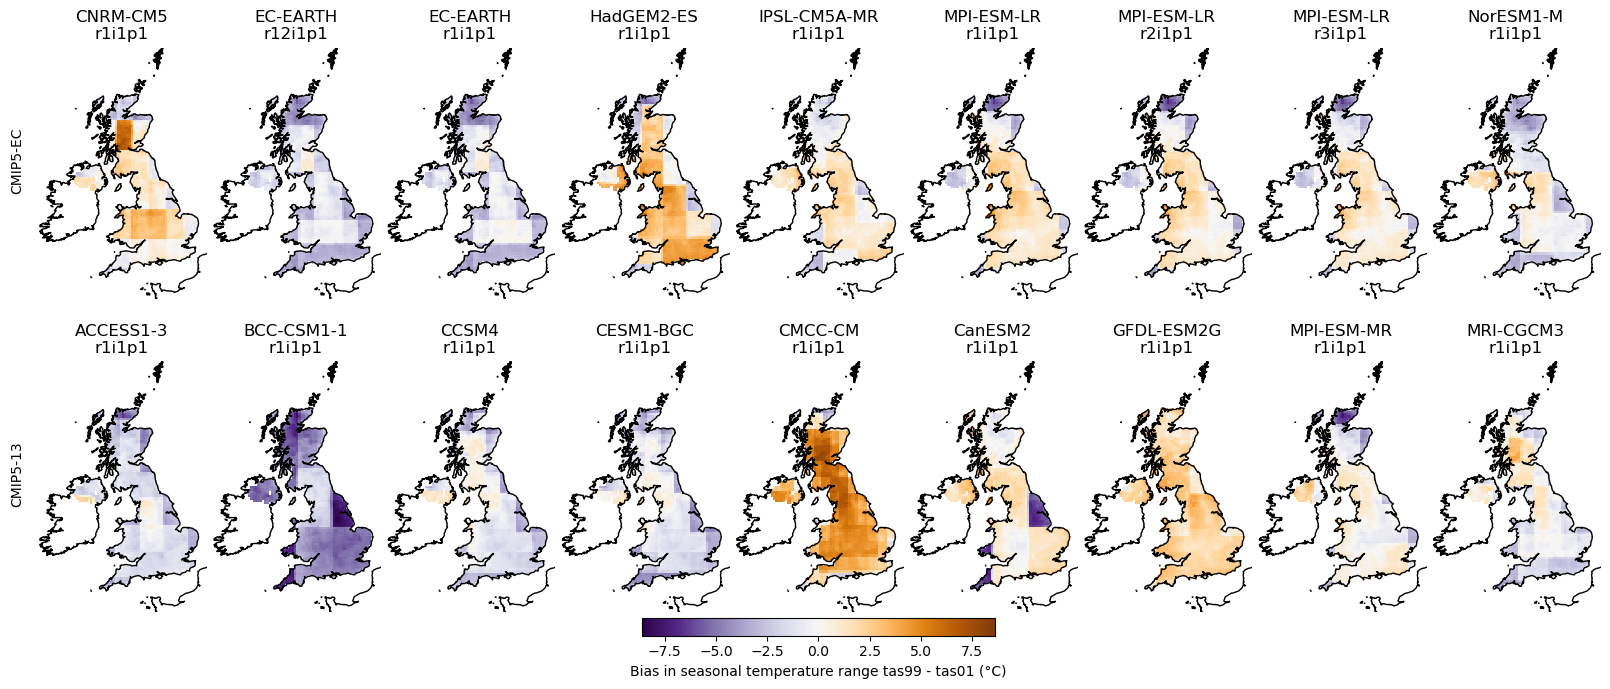 CNRM-CM5
r1i1p1
EC-EARTH
r12i1p1
EC-EARTH
r1i1p1
HadGEM2-ES
r1i1p1
IPSL-CM5A-MR
r1i1p1
MPI-ESM-LR
r1i1p1
MPI-ESM-LR
r2i1p1
MPI-ESM-LR
r3i1p1
NorESM1-M
r1i1p1
CMIP5-EC
ACCESS1-3
r1i1p1
BCC-CSM1-1
r1i1p1
CCSM4
r1i1p1
CESM1-BGC
r1i1p1
CMCC-CM
r1i1p1
CanESM2
r1i1p1
GFDL-ESM2G
r1i1p1
MPI-ESM-MR
r1i1p1
MRI-CGCM3
r1i1p1
CMIP5-13
−7.5 −5.0 −2.5 0.0 2.5 5.0 7.5
Bias in seasonal temperature range tas99 - tas01 (°C)